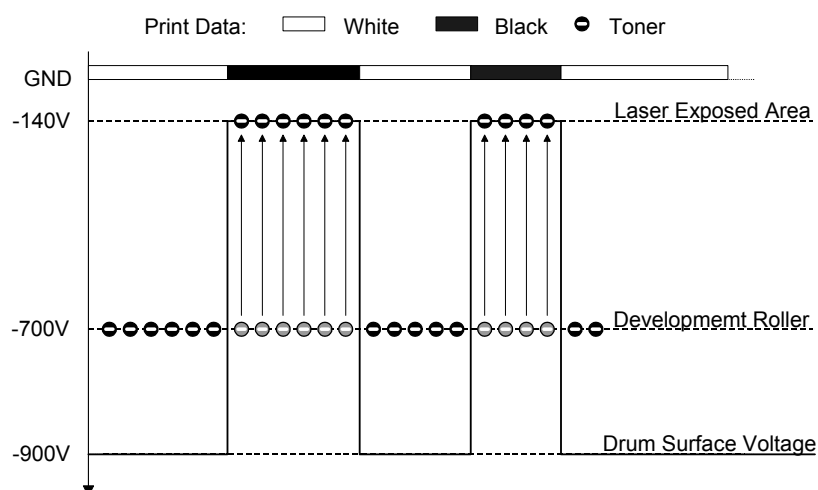 Print Data: White Black Toner
GND
-140V Laser Exposed Area
-700V Developmemt Roller
-900V Drum Surface Voltage